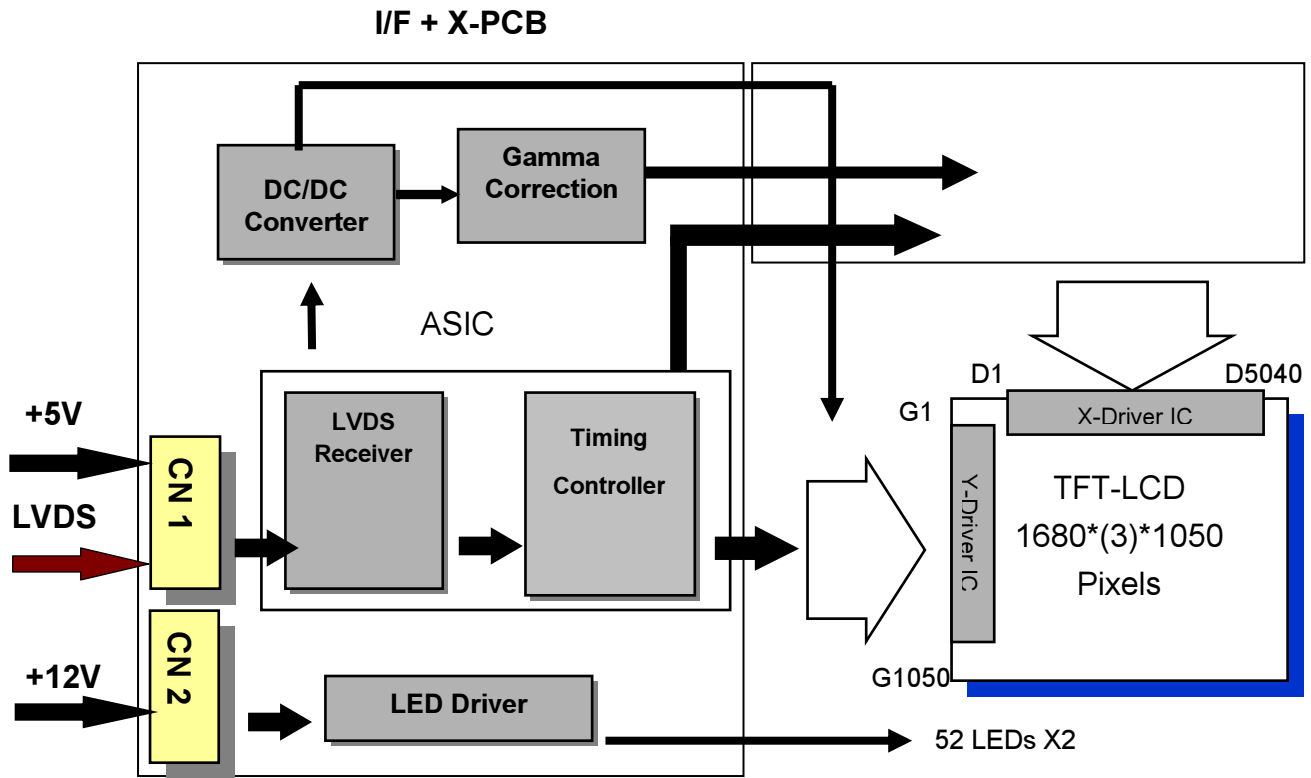 I/F + X-PCB
DC/DC
Converter
Gamma
Correction
ASIC
D1
D5040
G1
X-Driver IC
+5V
CN 1
LVDS
Receiver
Timing
Controller
LVDS
Y-Driver IC
TFT-LCD
1680*(3)*1050
Pixels
G1050
+12V
CN 2
LED Driver
52 LEDs X2